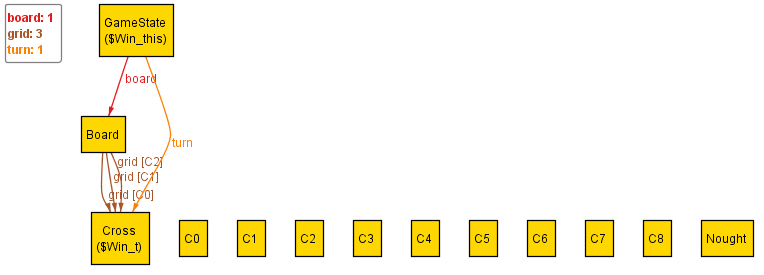 board: 1
grid: 3
turn: 1
GameState
($Win_this)
board
turn
Board
grid [C2]
grid [C1]
grid [C0]
Cross
($Win_t)
C0
C1
C2
C3
C4
C5
C6
C7
C8
Nought